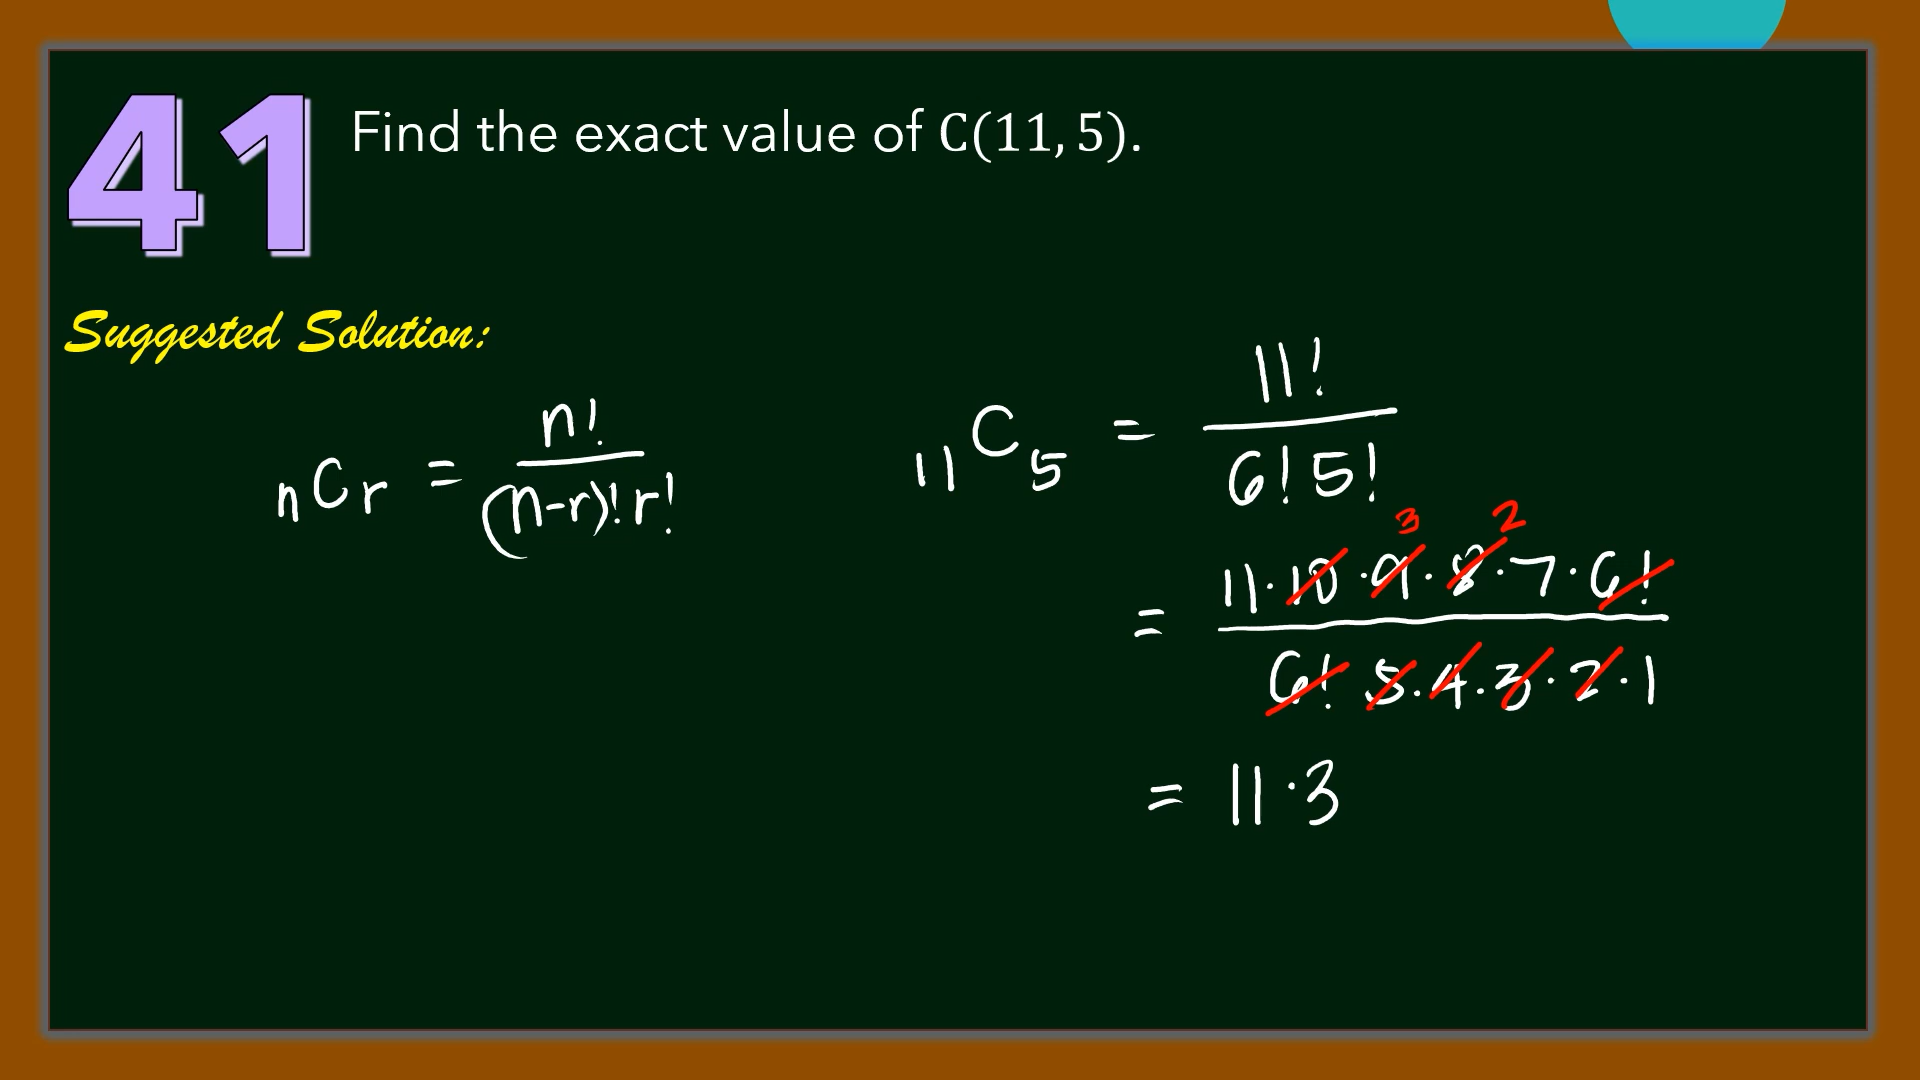 41 Find the exact value of C(11, 5).
Suggested Solution:
nCr = n! / (n-r)! r!
11C5 = 11! / 6! 5!
3 2
= 11 · 10 · 9 · 8 · 7 · 6! / 6! 5 · 4 · 3 · 2 · 1
= 11 · 3